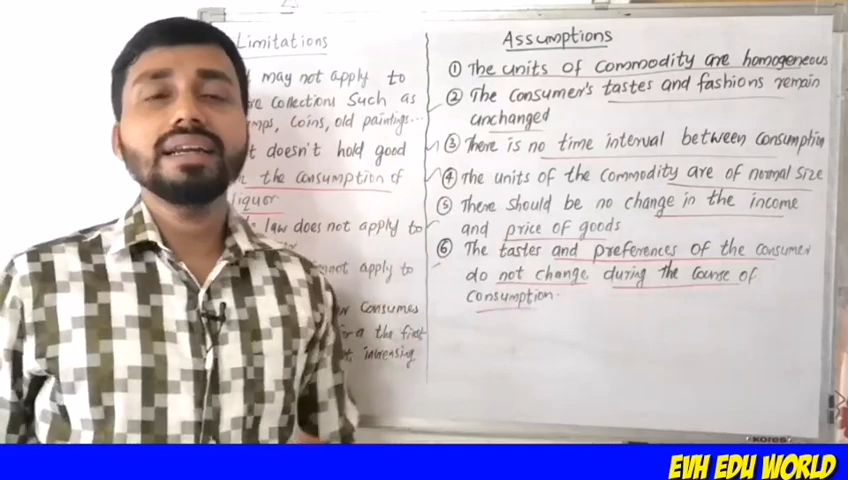 Limitations
may not apply to
collections Such as
coins, old paintings...
doesn't hold good
the consumption of
liquor
law does not apply to
not apply to
consumes
the first
increasing
Assumptions
① The units of commodity are homogeneous
② The consumer's tastes and fashions remain
unchanged
③ There is no time interval between consumption
④ The units of the commodity are of normal size
⑤ There should be no change in the income
and price of goods
⑥ The tastes and preferences of the consumer
do not change during the course of
consumption.
kores
EVH EDU WORLD